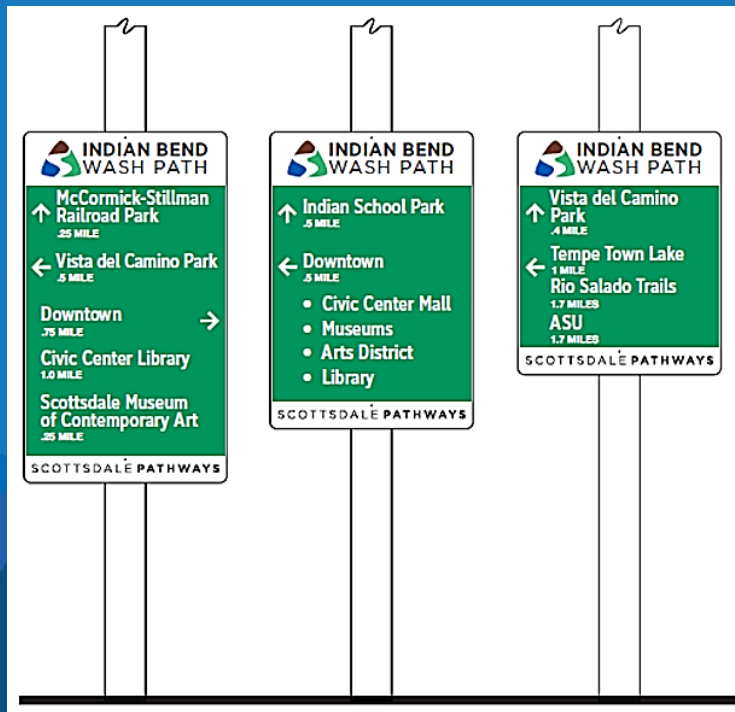 INDIAN BEND
WASH PATH
↑ McCormick-Stillman
Railroad Park
.25 MILE
← Vista del Camino Park
.5 MILE
Downtown →
.75 MILE
Civic Center Library
1.0 MILE
Scottsdale Museum
of Contemporary Art
.25 MILE
SCOTTSDALE PATHWAYS
INDIAN BEND
WASH PATH
↑ Indian School Park
.5 MILE
← Downtown
.5 MILE
• Civic Center Mall
• Museums
• Arts District
• Library
SCOTTSDALE PATHWAYS
INDIAN BEND
WASH PATH
↑ Vista del Camino
Park
.4 MILE
← Tempe Town Lake
1 MILE
Rio Salado Trails
1.7 MILES
ASU
1.7 MILES
SCOTTSDALE PATHWAYS